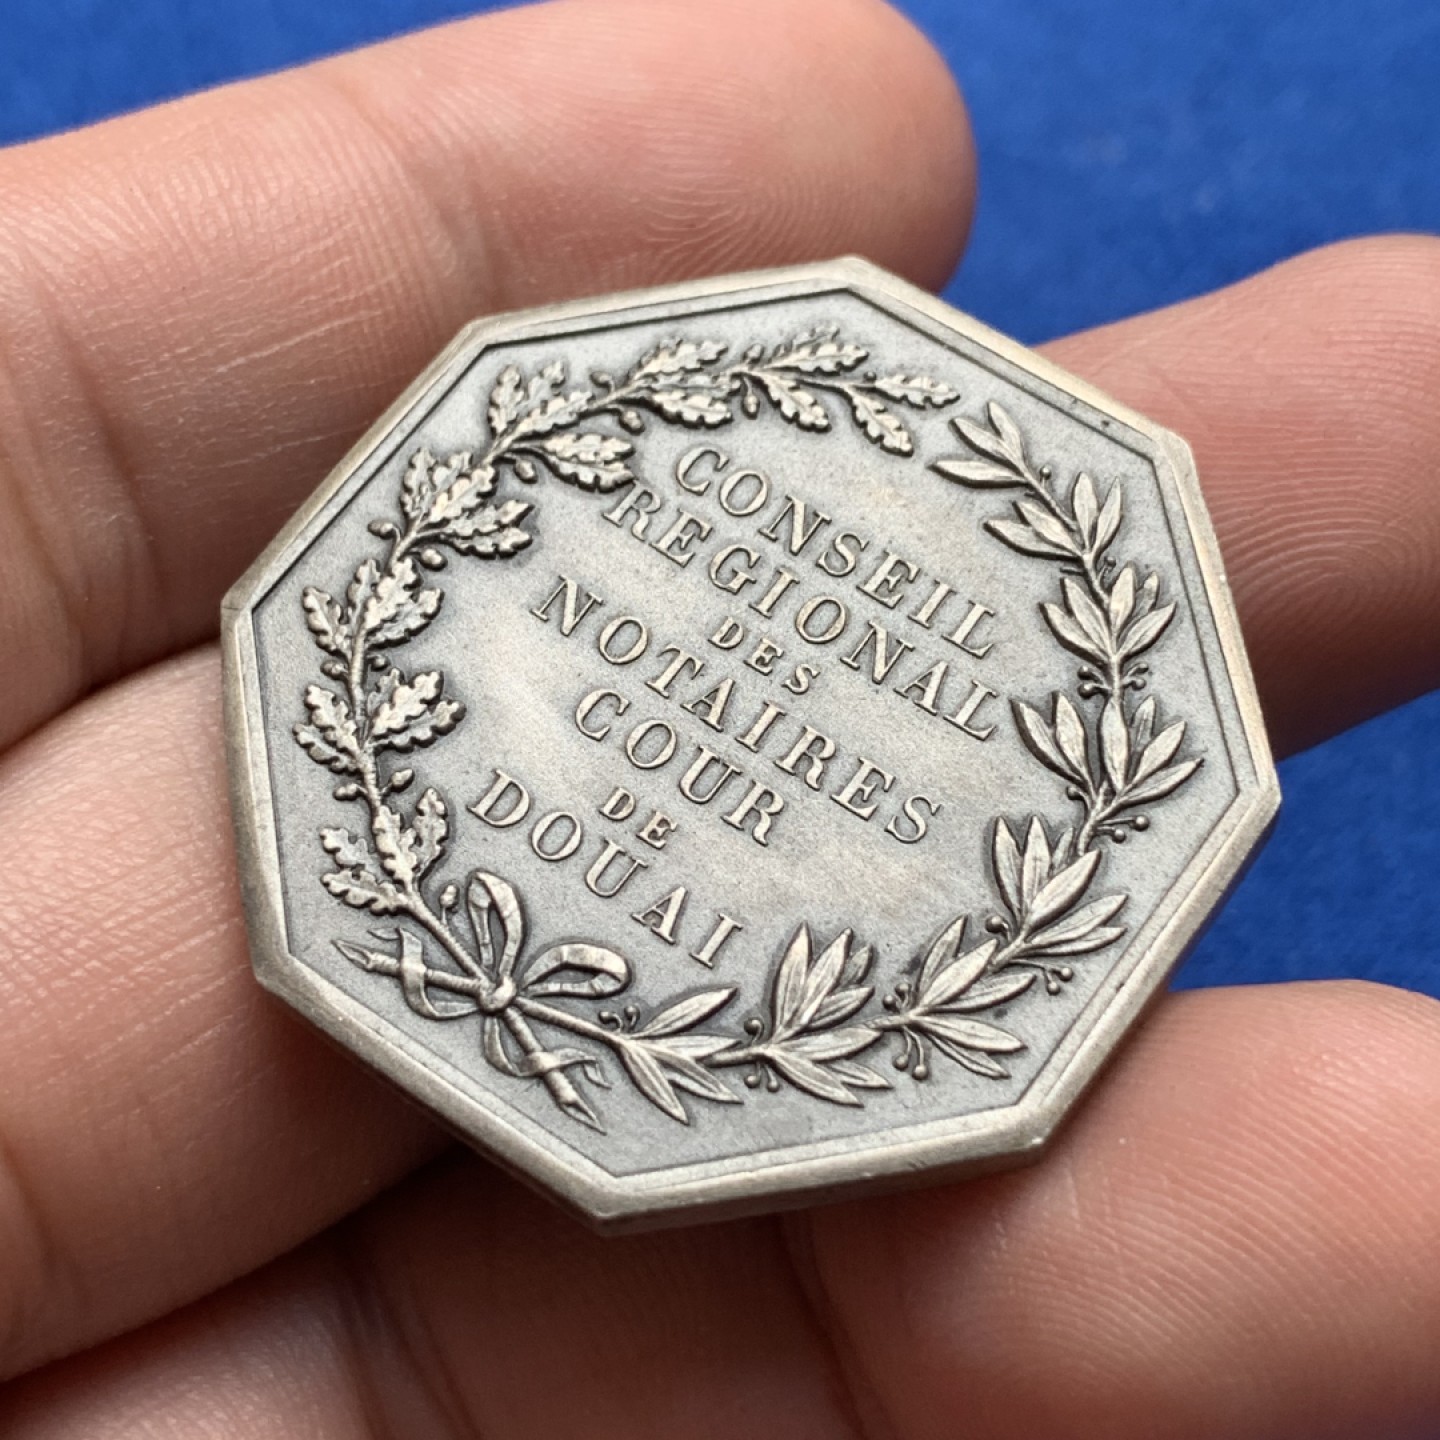 CONSEIL
REGIONAL
DES
NOTAIRES
COUR
DE
DOUAI